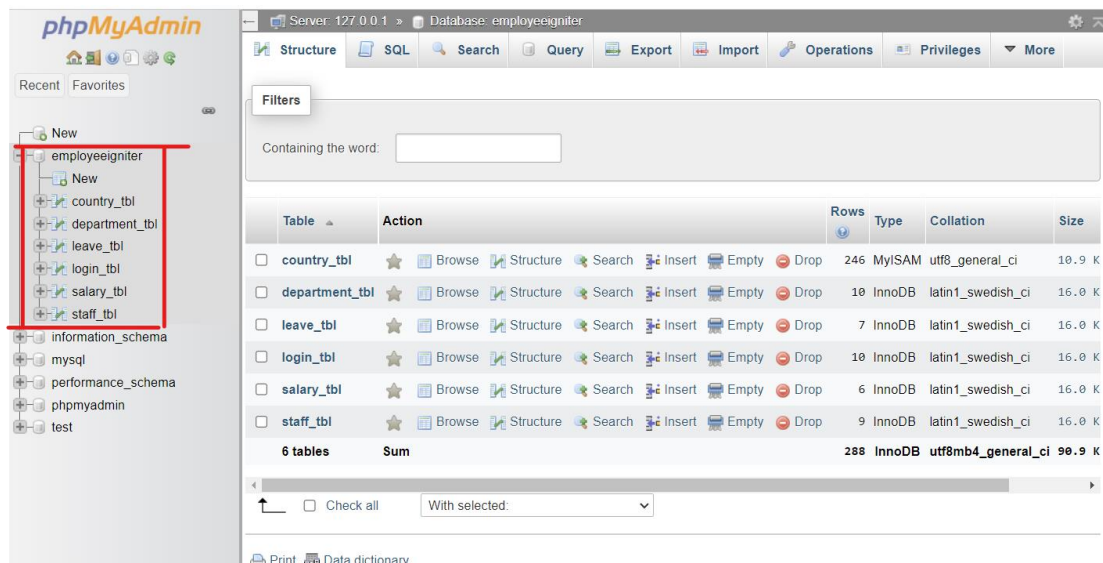 phpMyAdmin
Recent Favorites
New
employeeigniter
New
country_tbl
department_tbl
leave_tbl
login_tbl
salary_tbl
staff_tbl
information_schema
mysql
performance_schema
phpmyadmin
test
Server: 127.0.0.1 » Database: employeeigniter
Structure SQL Search Query Export Import Operations Privileges More
Filters
Containing the word:
Table Action Rows Type Collation Size
country_tbl Browse Structure Search Insert Empty Drop 246 MyISAM utf8_general_ci 10.9 K
department_tbl Browse Structure Search Insert Empty Drop 10 InnoDB latin1_swedish_ci 16.0 K
leave_tbl Browse Structure Search Insert Empty Drop 7 InnoDB latin1_swedish_ci 16.0 K
login_tbl Browse Structure Search Insert Empty Drop 10 InnoDB latin1_swedish_ci 16.0 K
salary_tbl Browse Structure Search Insert Empty Drop 6 InnoDB latin1_swedish_ci 16.0 K
staff_tbl Browse Structure Search Insert Empty Drop 9 InnoDB latin1_swedish_ci 16.0 K
6 tables Sum 288 InnoDB utf8mb4_general_ci 90.9 K
Check all With selected:
Print Data dictionary